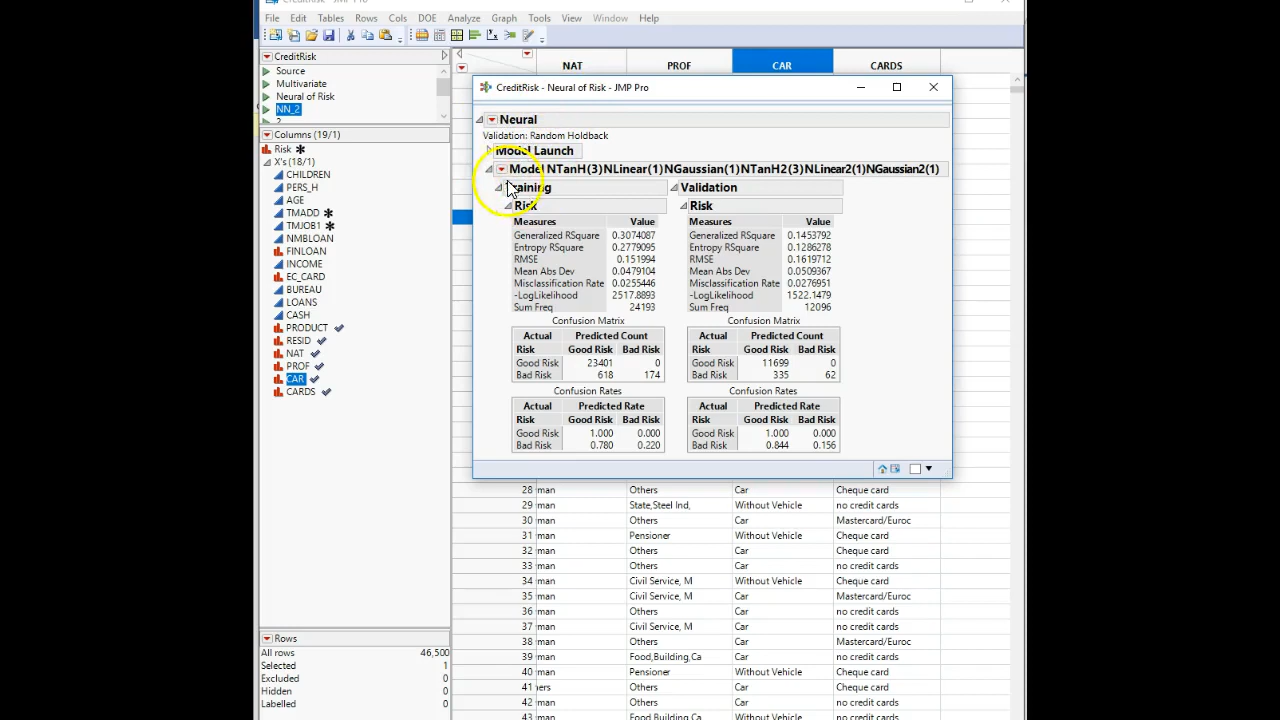 CreditRisk - JMP Pro
File Edit Tables Rows Cols DOE Analyze Graph Tools View Window Help
CreditRisk
Source
Multivariate
Neural of Risk
NN_2
Columns (19/1)
Risk
X's (18/1)
CHILDREN
PERS_H
AGE
TMADD
TMJOB1
NMBLOAN
FINLOAN
INCOME
EC_CARD
BUREAU
LOANS
CASH
PRODUCT
RESID
NAT
PROF
CAR
CARDS
Rows
All rows 46,500
Selected 1
Excluded 0
Hidden 0
Labelled 0
NAT PROF CAR CARDS
CreditRisk - Neural of Risk - JMP Pro
Neural
Validation: Random Holdback
Model Launch
Model NTanH(3)NLinear(1)NGaussian(1)NTanH2(3)NLinear2(1)NGaussian2(1)
Training
Risk
Measures Value
Generalized RSquare 0.3074087
Entropy RSquare 0.2779095
RMSE 0.151994
Mean Abs Dev 0.0479104
Misclassification Rate 0.0255446
-LogLikelihood 2517.8893
Sum Freq 24193
Confusion Matrix
Actual Predicted Count
Risk Good Risk Bad Risk
Good Risk 23401 0
Bad Risk 618 174
Confusion Rates
Actual Predicted Rate
Risk Good Risk Bad Risk
Good Risk 1.000 0.000
Bad Risk 0.780 0.220
Validation
Risk
Measures Value
Generalized RSquare 0.1453792
Entropy RSquare 0.1286278
RMSE 0.1619712
Mean Abs Dev 0.0509367
Misclassification Rate 0.0276951
-LogLikelihood 1522.1479
Sum Freq 12096
Confusion Matrix
Actual Predicted Count
Risk Good Risk Bad Risk
Good Risk 11699 0
Bad Risk 335 62
Confusion Rates
Actual Predicted Rate
Risk Good Risk Bad Risk
Good Risk 1.000 0.000
Bad Risk 0.844 0.156
28 man Others Car Cheque card
29 man State,Steel Ind, Without Vehicle no credit cards
30 man Others Car Mastercard/Euroc
31 man Pensioner Without Vehicle Cheque card
32 man Others Car Cheque card
33 man Others Car no credit cards
34 man Civil Service, M Without Vehicle Cheque card
35 man Civil Service, M Car Mastercard/Euroc
36 man Others Car no credit cards
37 man Civil Service, M Car no credit cards
38 man Others Car Mastercard/Euroc
39 man Food,Building,Ca Car no credit cards
40 man Pensioner Without Vehicle Cheque card
41 hers Others Car Cheque card
42 man Others Car Cheque card
43 man Food,Building,Ca Without Vehicle no credit cards